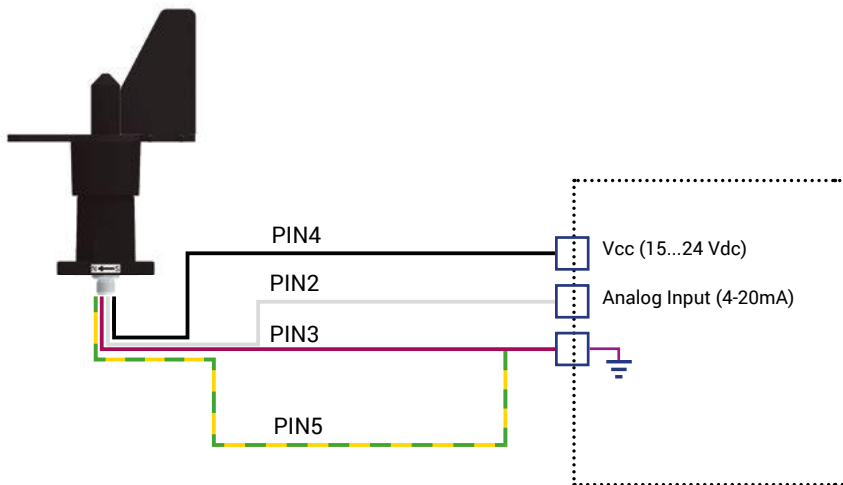 PIN4
Vcc (15...24 Vdc)
PIN2
Analog Input (4-20mA)
PIN3
N S
PIN5